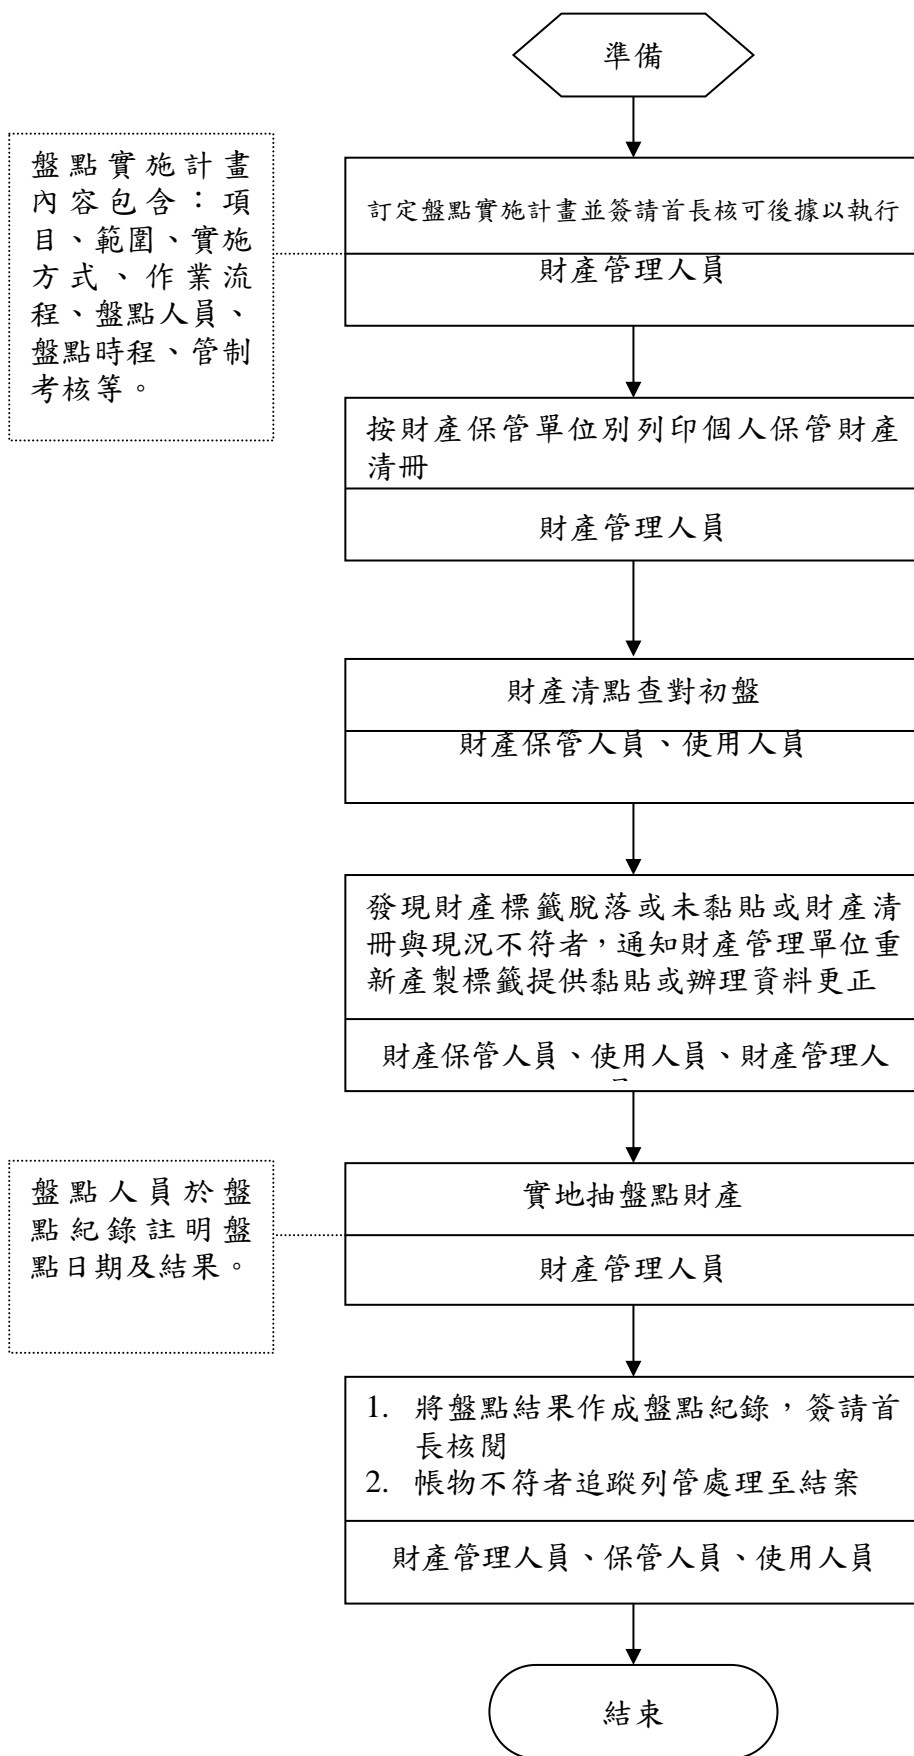 準備
盤點實施計畫
內容包含：項
目、範圍、實施
方式、作業流
程、盤點人員、
盤點時程、管制
考核等。
訂定盤點實施計畫並簽請首長核可後據以執行
財產管理人員
按財產保管單位別列印個人保管財產
清冊
財產管理人員
財產清點查對初盤
財產保管人員、使用人員
發現財產標籤脫落或未黏貼或財產清
冊與現況不符者，通知財產管理單位重
新產製標籤提供黏貼或辦理資料更正
財產保管人員、使用人員、財產管理人
盤點人員於盤
點紀錄註明盤
點日期及結果。
實地抽盤點財產
財產管理人員
1. 將盤點結果作成盤點紀錄，簽請首
長核閱
2. 帳物不符者追蹤列管處理至結案
財產管理人員、保管人員、使用人員
結束